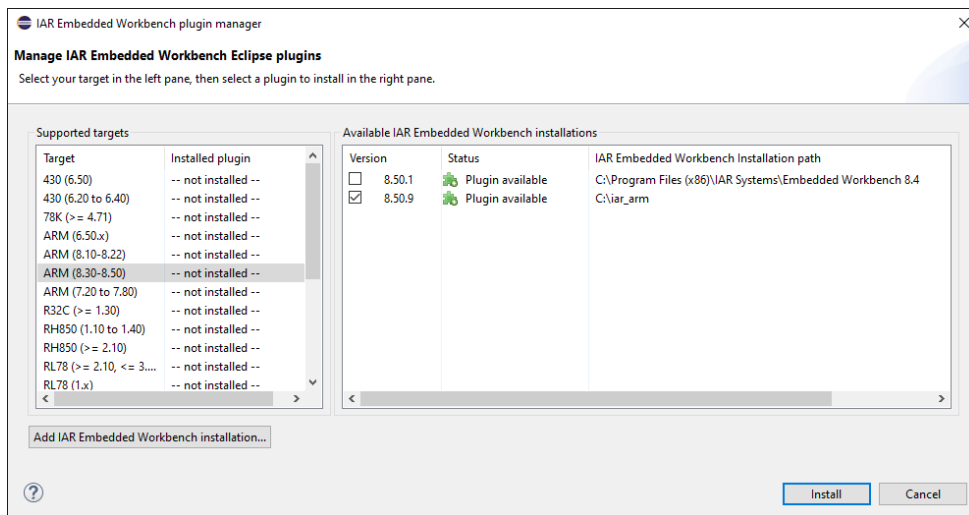 IAR Embedded Workbench plugin manager
Manage IAR Embedded Workbench Eclipse plugins
Select your target in the left pane, then select a plugin to install in the right pane.
Supported targets
Target Installed plugin
430 (6.50) -- not installed --
430 (6.20 to 6.40) -- not installed --
78K (>= 4.71) -- not installed --
ARM (6.50.x) -- not installed --
ARM (8.10-8.22) -- not installed --
ARM (8.30-8.50) -- not installed --
ARM (7.20 to 7.80) -- not installed --
R32C (>= 1.30) -- not installed --
RH850 (1.10 to 1.40) -- not installed --
RH850 (>= 2.10) -- not installed --
RL78 (>= 2.10, <= 3.... -- not installed --
RL78 (1.x) -- not installed --
Available IAR Embedded Workbench installations
Version Status IAR Embedded Workbench Installation path
8.50.1 Plugin available C:\Program Files (x86)\IAR Systems\Embedded Workbench 8.4
8.50.9 Plugin available C:\iar_arm
Add IAR Embedded Workbench installation...
Install Cancel